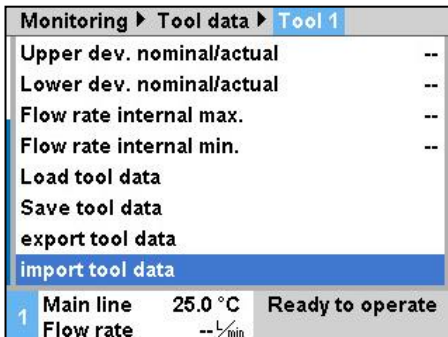 Monitoring ▶ Tool data ▶ Tool 1
Upper dev. nominal/actual --
Lower dev. nominal/actual --
Flow rate internal max. --
Flow rate internal min. --
Load tool data
Save tool data
export tool data
import tool data
1 Main line 25.0 °C Ready to operate
Flow rate -- L/min